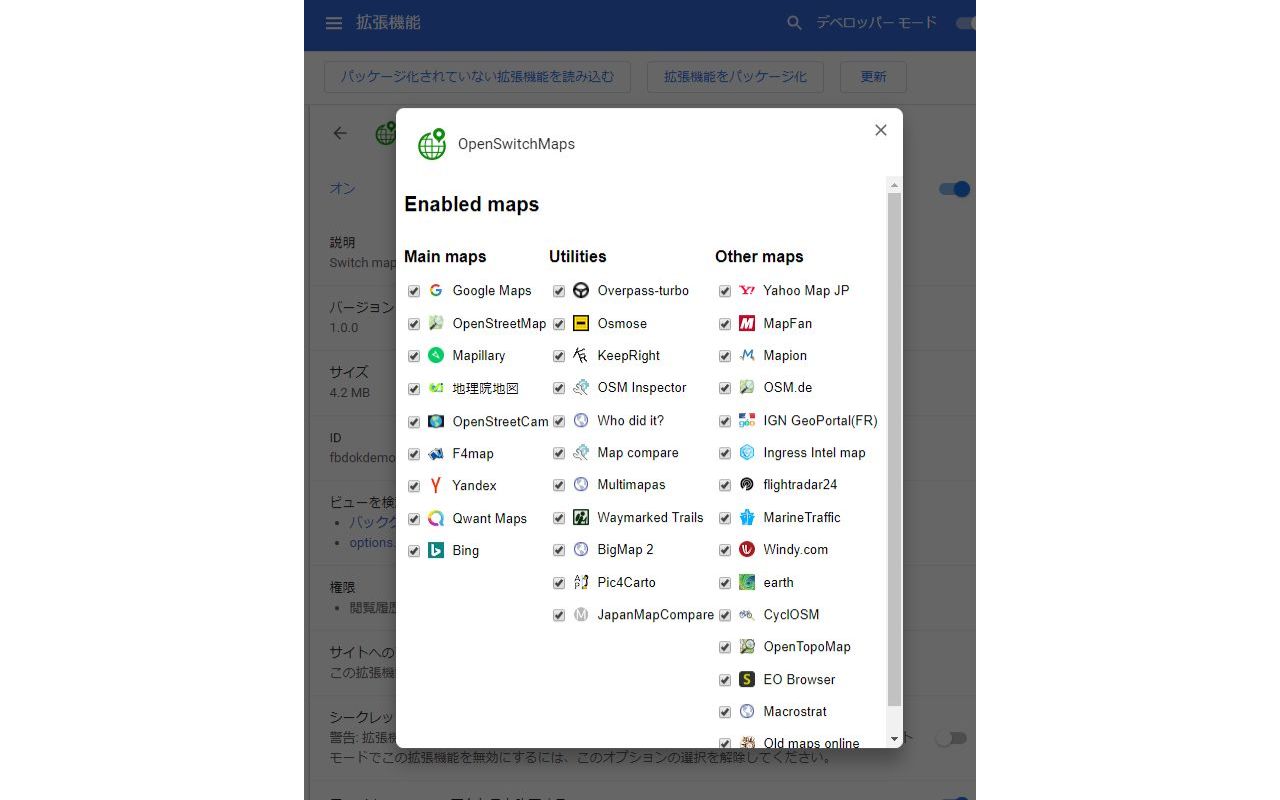 拡張機能
デベロッパー モード
パッケージ化されていない拡張機能を読み込む
拡張機能をパッケージ化
更新
OpenSwitchMaps
オン
説明
Switch map
バージョン
1.0.0
サイズ
4.2 MB
ID
fbdokdemo
ビューを検
バックグ
options.
権限
閲覧履歴
サイトへの
この拡張機
シークレッ
警告: 拡張機
ト
モードでこの拡張機能を無効にするには、このオプションの選択を解除してください。
Enabled maps
Main maps
Google Maps
OpenStreetMap
Mapillary
地理院地図
OpenStreetCam
F4map
Yandex
Qwant Maps
Bing
Utilities
Overpass-turbo
Osmose
KeepRight
OSM Inspector
Who did it?
Map compare
Multimapas
Waymarked Trails
BigMap 2
Pic4Carto
JapanMapCompare
Other maps
Yahoo Map JP
MapFan
Mapion
OSM.de
IGN GeoPortal(FR)
Ingress Intel map
flightradar24
MarineTraffic
Windy.com
earth
CyclOSM
OpenTopoMap
EO Browser
Macrostrat
Old maps online